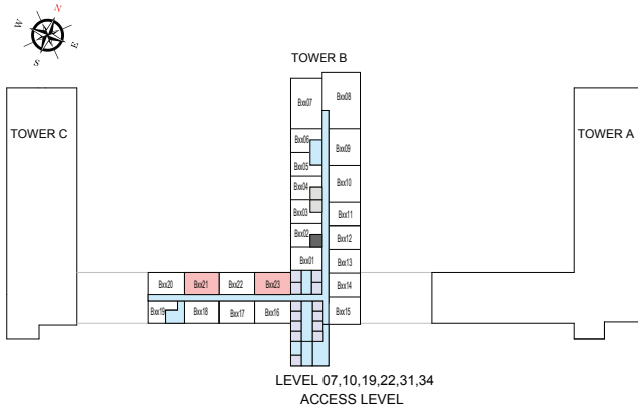 N
W
E
S
TOWER B
TOWER C
TOWER A
Bxx07
Bxx08
Bxx06
Bxx09
Bxx05
Bxx10
Bxx04
Bxx03
Bxx11
Bxx02
Bxx12
Bxx01
Bxx13
Bxx20
Bxx21
Bxx22
Bxx23
Bxx14
Bxx19
Bxx18
Bxx17
Bxx16
Bxx15
LEVEL 07,10,19,22,31,34
ACCESS LEVEL